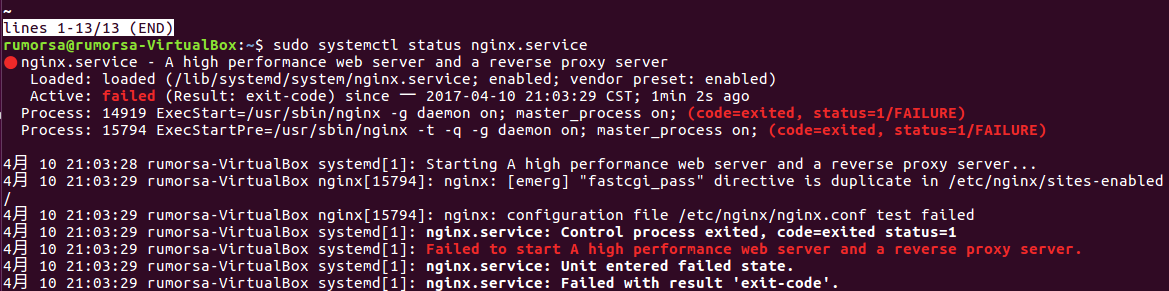 ~
lines 1-13/13 (END)
rumorsa@rumorsa-VirtualBox:~$ sudo systemctl status nginx.service
● nginx.service - A high performance web server and a reverse proxy server
   Loaded: loaded (/lib/systemd/system/nginx.service; enabled; vendor preset: enabled)
   Active: failed (Result: exit-code) since 一 2017-04-10 21:03:29 CST; 1min 2s ago
  Process: 14919 ExecStart=/usr/sbin/nginx -g daemon on; master_process on; (code=exited, status=1/FAILURE)
  Process: 15794 ExecStartPre=/usr/sbin/nginx -t -q -g daemon on; master_process on; (code=exited, status=1/FAILURE)
4月 10 21:03:28 rumorsa-VirtualBox systemd[1]: Starting A high performance web server and a reverse proxy server...
4月 10 21:03:29 rumorsa-VirtualBox nginx[15794]: nginx: [emerg] "fastcgi_pass" directive is duplicate in /etc/nginx/sites-enabled
/
4月 10 21:03:29 rumorsa-VirtualBox nginx[15794]: nginx: configuration file /etc/nginx/nginx.conf test failed
4月 10 21:03:29 rumorsa-VirtualBox systemd[1]: nginx.service: Control process exited, code=exited status=1
4月 10 21:03:29 rumorsa-VirtualBox systemd[1]: Failed to start A high performance web server and a reverse proxy server.
4月 10 21:03:29 rumorsa-VirtualBox systemd[1]: nginx.service: Unit entered failed state.
4月 10 21:03:29 rumorsa-VirtualBox systemd[1]: nginx.service: Failed with result 'exit-code'.